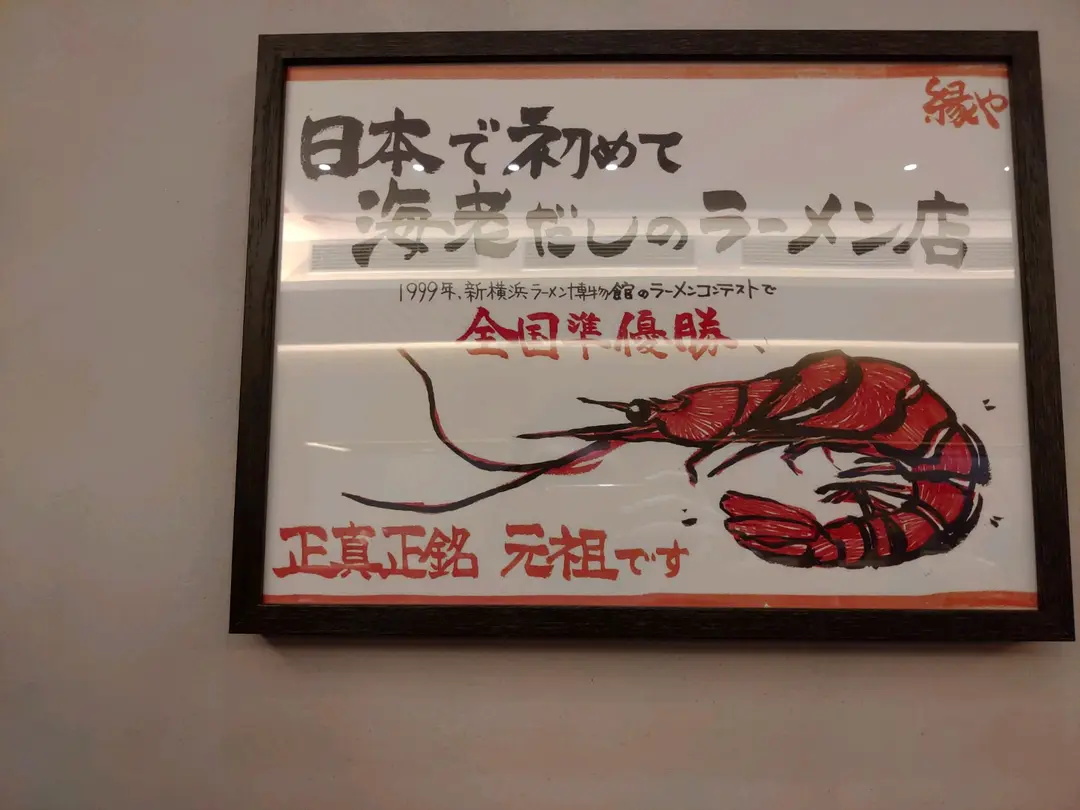 縁や
日本で初めて
海老だしのラーメン店
1999年、新横浜ラーメン博物館のラーメンコンテストで
全国準優勝、
正真正銘 元祖です